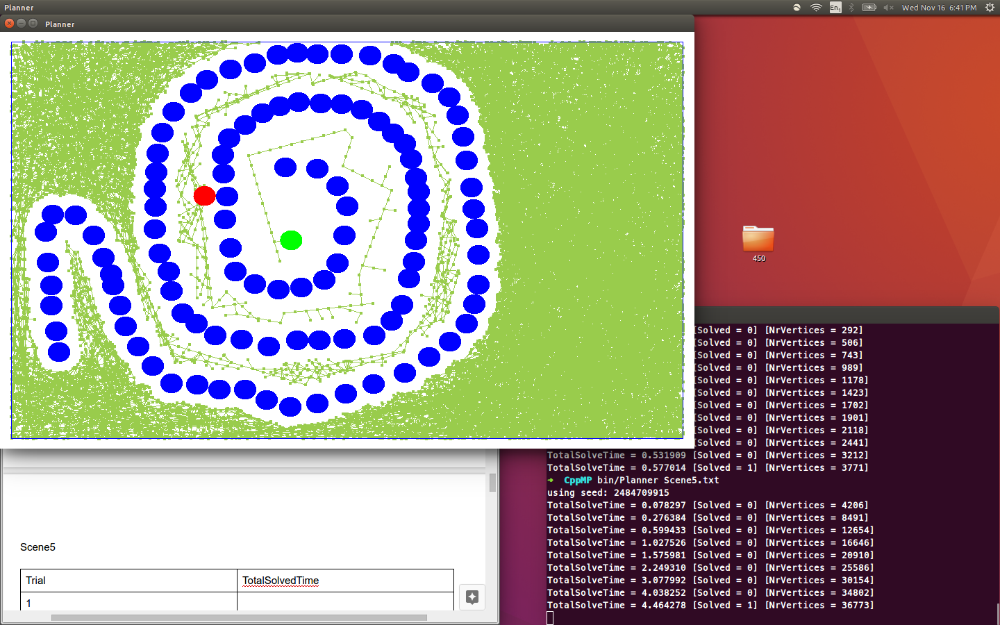 Planner
En1
Wed Nov 16 6:41 PM
Planner
450
[Solved = 0] [NrVertices = 292]
[Solved = 0] [NrVertices = 506]
[Solved = 0] [NrVertices = 743]
[Solved = 0] [NrVertices = 989]
[Solved = 0] [NrVertices = 1178]
[Solved = 0] [NrVertices = 1423]
[Solved = 0] [NrVertices = 1702]
[Solved = 0] [NrVertices = 1901]
[Solved = 0] [NrVertices = 2118]
[Solved = 0] [NrVertices = 2441]
TotalSolveTime = 0.531909 [Solved = 0] [NrVertices = 3212]
TotalSolveTime = 0.577014 [Solved = 1] [NrVertices = 3771]
➜ CppMP bin/Planner Scene5.txt
using seed: 2484709915
TotalSolveTime = 0.078297 [Solved = 0] [NrVertices = 4206]
TotalSolveTime = 0.276384 [Solved = 0] [NrVertices = 8491]
TotalSolveTime = 0.599433 [Solved = 0] [NrVertices = 12654]
TotalSolveTime = 1.027526 [Solved = 0] [NrVertices = 16646]
TotalSolveTime = 1.575981 [Solved = 0] [NrVertices = 20910]
TotalSolveTime = 2.249310 [Solved = 0] [NrVertices = 25586]
TotalSolveTime = 3.077992 [Solved = 0] [NrVertices = 30154]
TotalSolveTime = 4.038252 [Solved = 0] [NrVertices = 34802]
TotalSolveTime = 4.464278 [Solved = 1] [NrVertices = 36773]
Scene5
Trial TotalSolvedTime
1